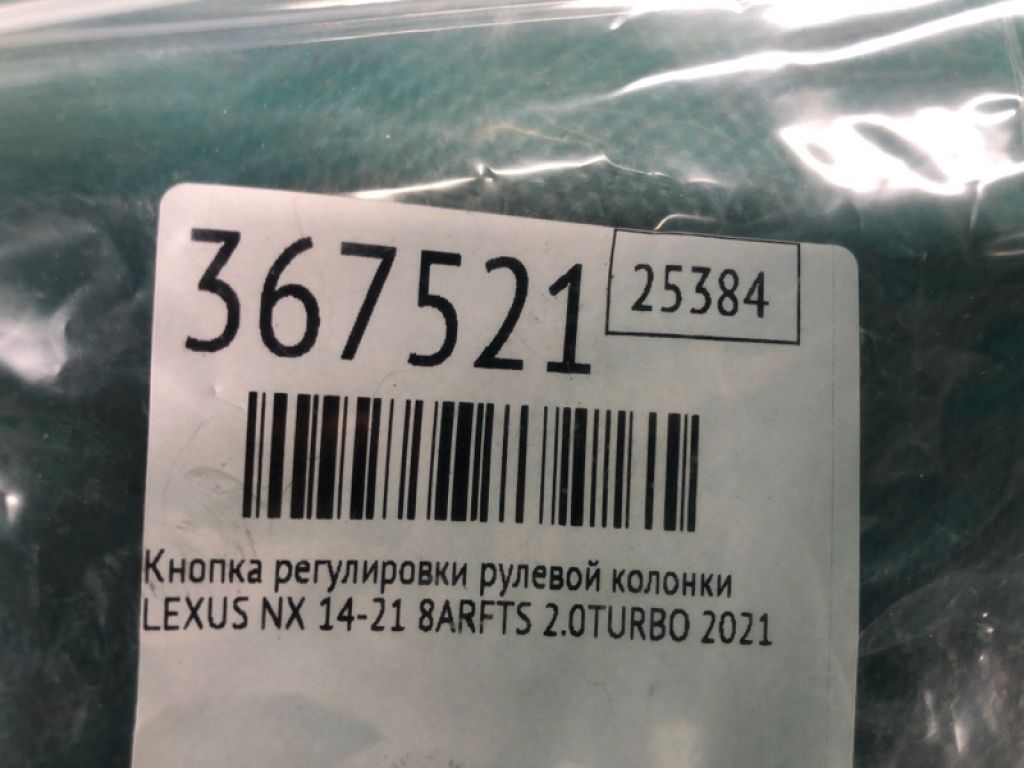 367521
25384
Кнопка регулировки рулевой колонки
LEXUS NX 14-21 8ARFTS 2.0TURBO 2021